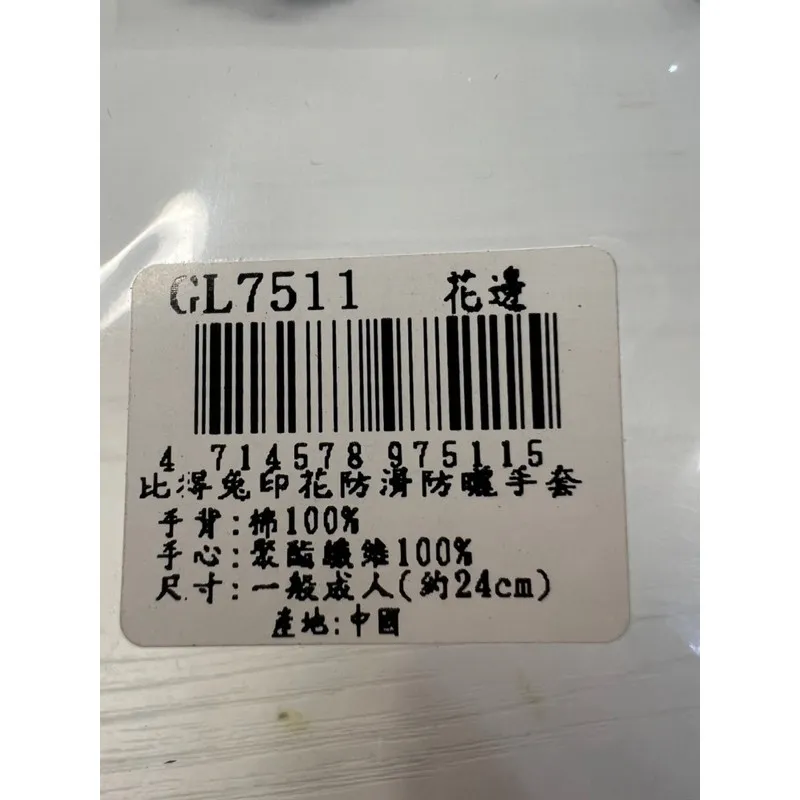 GL7511 花邊
4 714578 975115
比得兔印花防滑防曬手套
手背:棉100%
手心:聚酯纖維100%
尺寸:一般成人(約24cm)
產地:中國